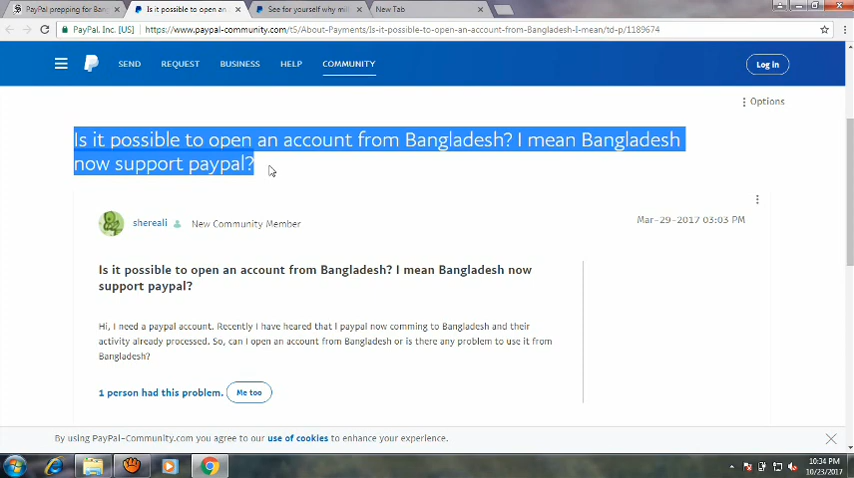 PayPal prepping for Ban
Is it possible to open an
See for yourself why mil
New Tab
PayPal, Inc. [US] https://www.paypal-community.com/t5/About-Payments/Is-it-possible-to-open-an-account-from-Bangladesh-I-mean/td-p/1189674
SEND REQUEST BUSINESS HELP COMMUNITY Log in
Options
Is it possible to open an account from Bangladesh? I mean Bangladesh
now support paypal?
shereali New Community Member Mar-29-2017 03:03 PM
Is it possible to open an account from Bangladesh? I mean Bangladesh now
support paypal?
Hi, I need a paypal account. Recently I have heared that I paypal now comming to Bangladesh and their
activity already processed. So, can I open an account from Bangladesh or is there any problem to use it from
Bangladesh?
1 person had this problem. Me too
By using PayPal-Community.com you agree to our use of cookies to enhance your experience.
10:34 PM
10/23/2017